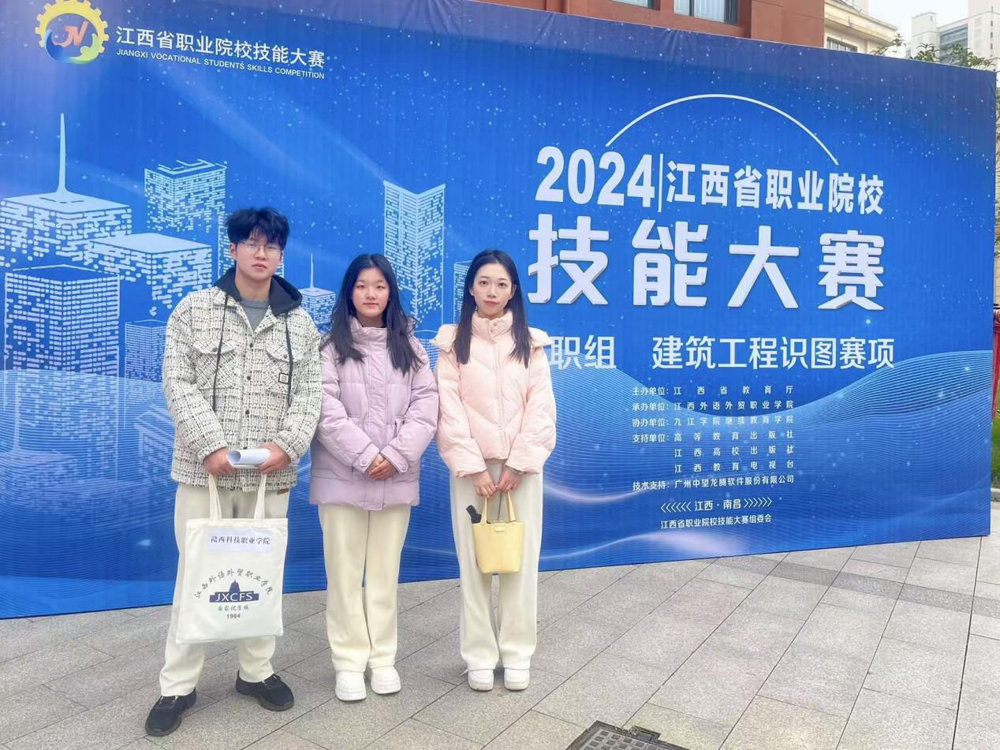 江西省职业院校技能大赛
JIANGXI VOCATIONAL STUDENTS SKILLS COMPETITION
2024|江西省职业院校
技能大赛
职组 建筑工程识图赛项
主办单位：江西省教育厅
承办单位：江西外语外贸职业学院
协办单位：九江学院继续教育学院
支持单位：高等教育出版社
江西高校出版社
江西教育电视台
技术支持：广州中望龙腾软件股份有限公司
江西·南昌
江西省职业院校技能大赛组委会
赣西科技职业学院
江西外语外贸职业学院
JXCFS
国家优质校
1964